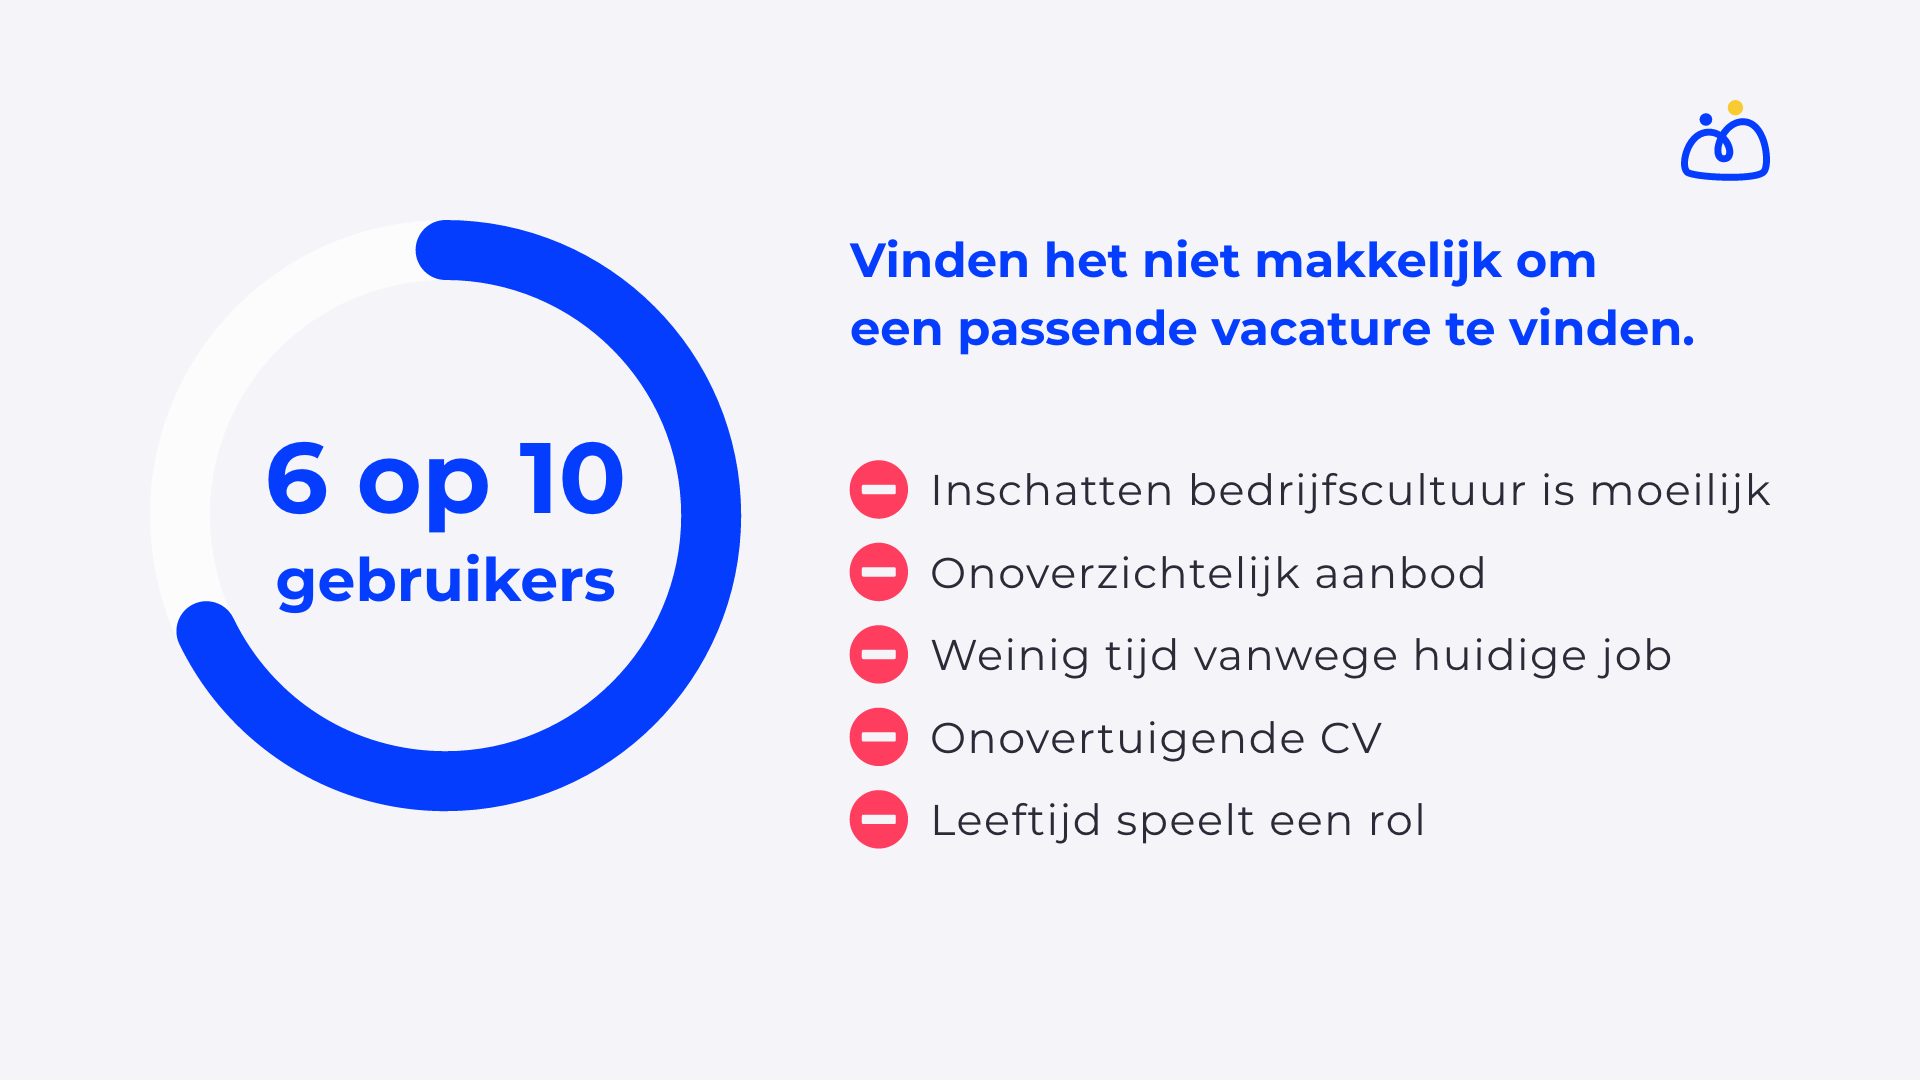 6 op 10
gebruikers
Vinden het niet makkelijk om
een passende vacature te vinden.
Inschatten bedrijfscultuur is moeilijk
Onoverzichtelijk aanbod
Weinig tijd vanwege huidige job
Onovertuigende CV
Leeftijd speelt een rol